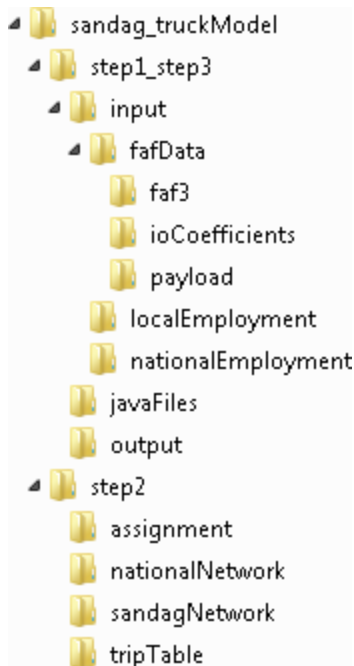 sandag_truckModel
step1_step3
input
fafData
faf3
ioCoefficients
payload
localEmployment
nationalEmployment
javaFiles
output
step2
assignment
nationalNetwork
sandagNetwork
tripTable